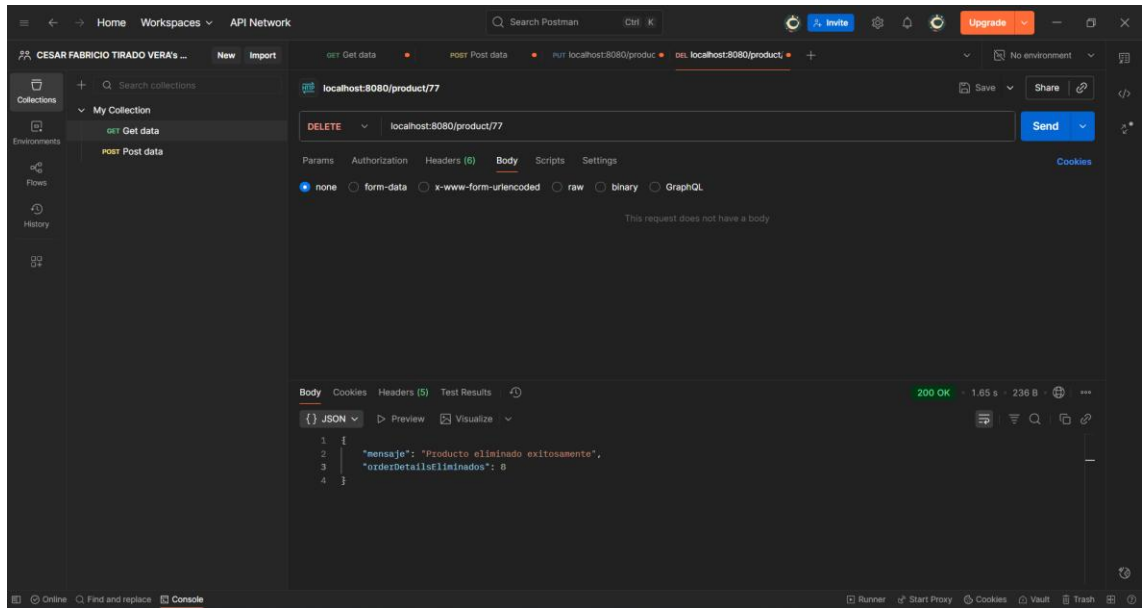 Home Workspaces API Network Search Postman Ctrl K Invite Upgrade
CESAR FABRICIO TIRADO VERA's ... New Import GET Get data POST Post data PUT localhost:8080/produc DEL localhost:8080/product/ No environment
Collections
Environments
Flows
History
Search collections
My Collection
GET Get data
POST Post data
HTTP localhost:8080/product/77 Save Share
DELETE localhost:8080/product/77 Send
Params Authorization Headers (6) Body Scripts Settings Cookies
none form-data x-www-form-urlencoded raw binary GraphQL
This request does not have a body
Body Cookies Headers (5) Test Results 200 OK 1.65 s 236 B
{} JSON Preview Visualize
1 {
2 "mensaje": "Producto eliminado exitosamente",
3 "orderDetailsEliminados": 8
4 }
Online Find and replace Console Runner Start Proxy Cookies Vault Trash